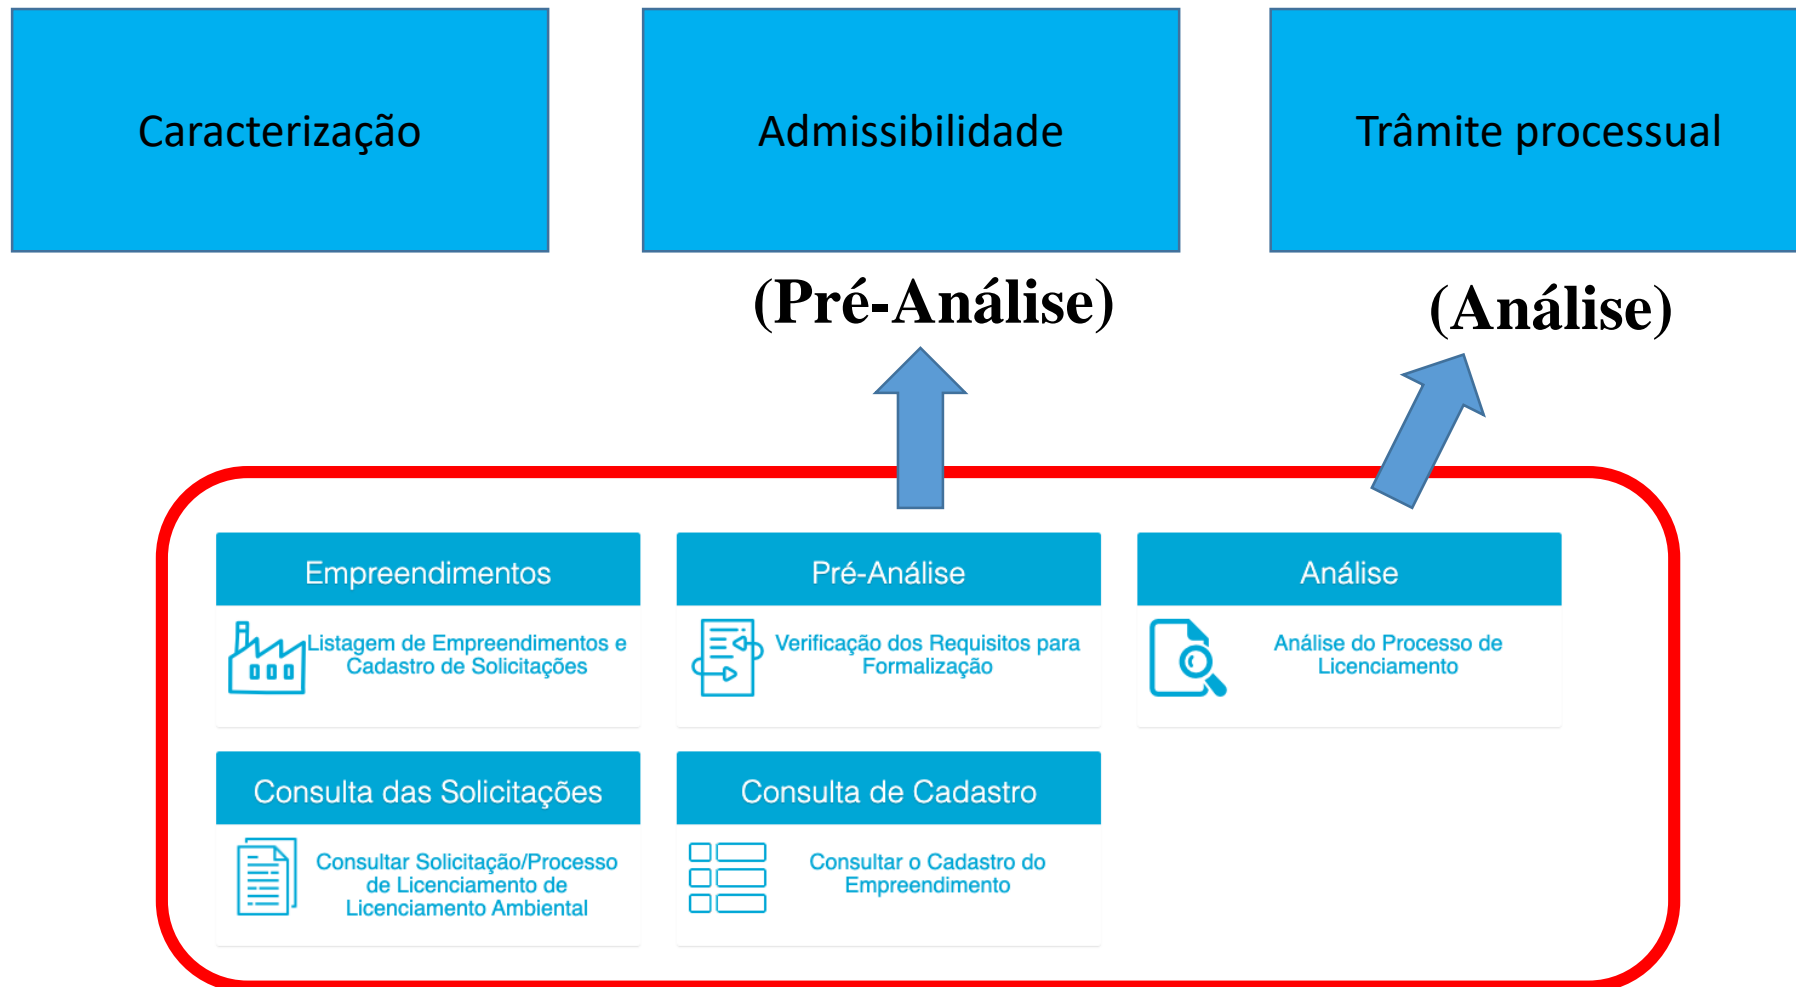 Caracterização
Admissibilidade
Trâmite processual
(Pré-Análise)
(Análise)
Empreendimentos
Listagem de Empreendimentos e
Cadastro de Solicitações
Pré-Análise
Verificação dos Requisitos para
Formalização
Análise
Análise do Processo de
Licenciamento
Consulta das Solicitações
Consultar Solicitação/Processo
de Licenciamento de
Licenciamento Ambiental
Consulta de Cadastro
Consultar o Cadastro do
Empreendimento